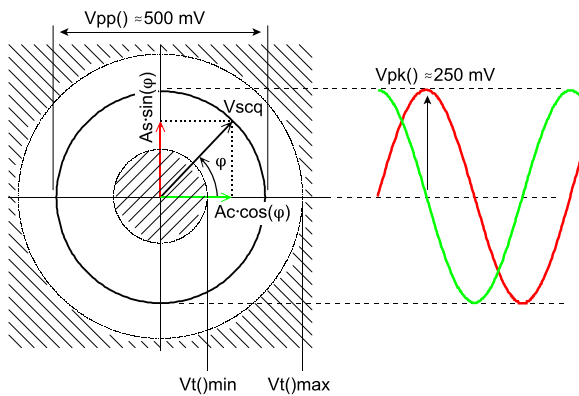 Vpp() ≈500 mV
Vpk() ≈250 mV
As·sin(φ)
Vscq
φ
Ac·cos(φ)
Vt()min
Vt()max